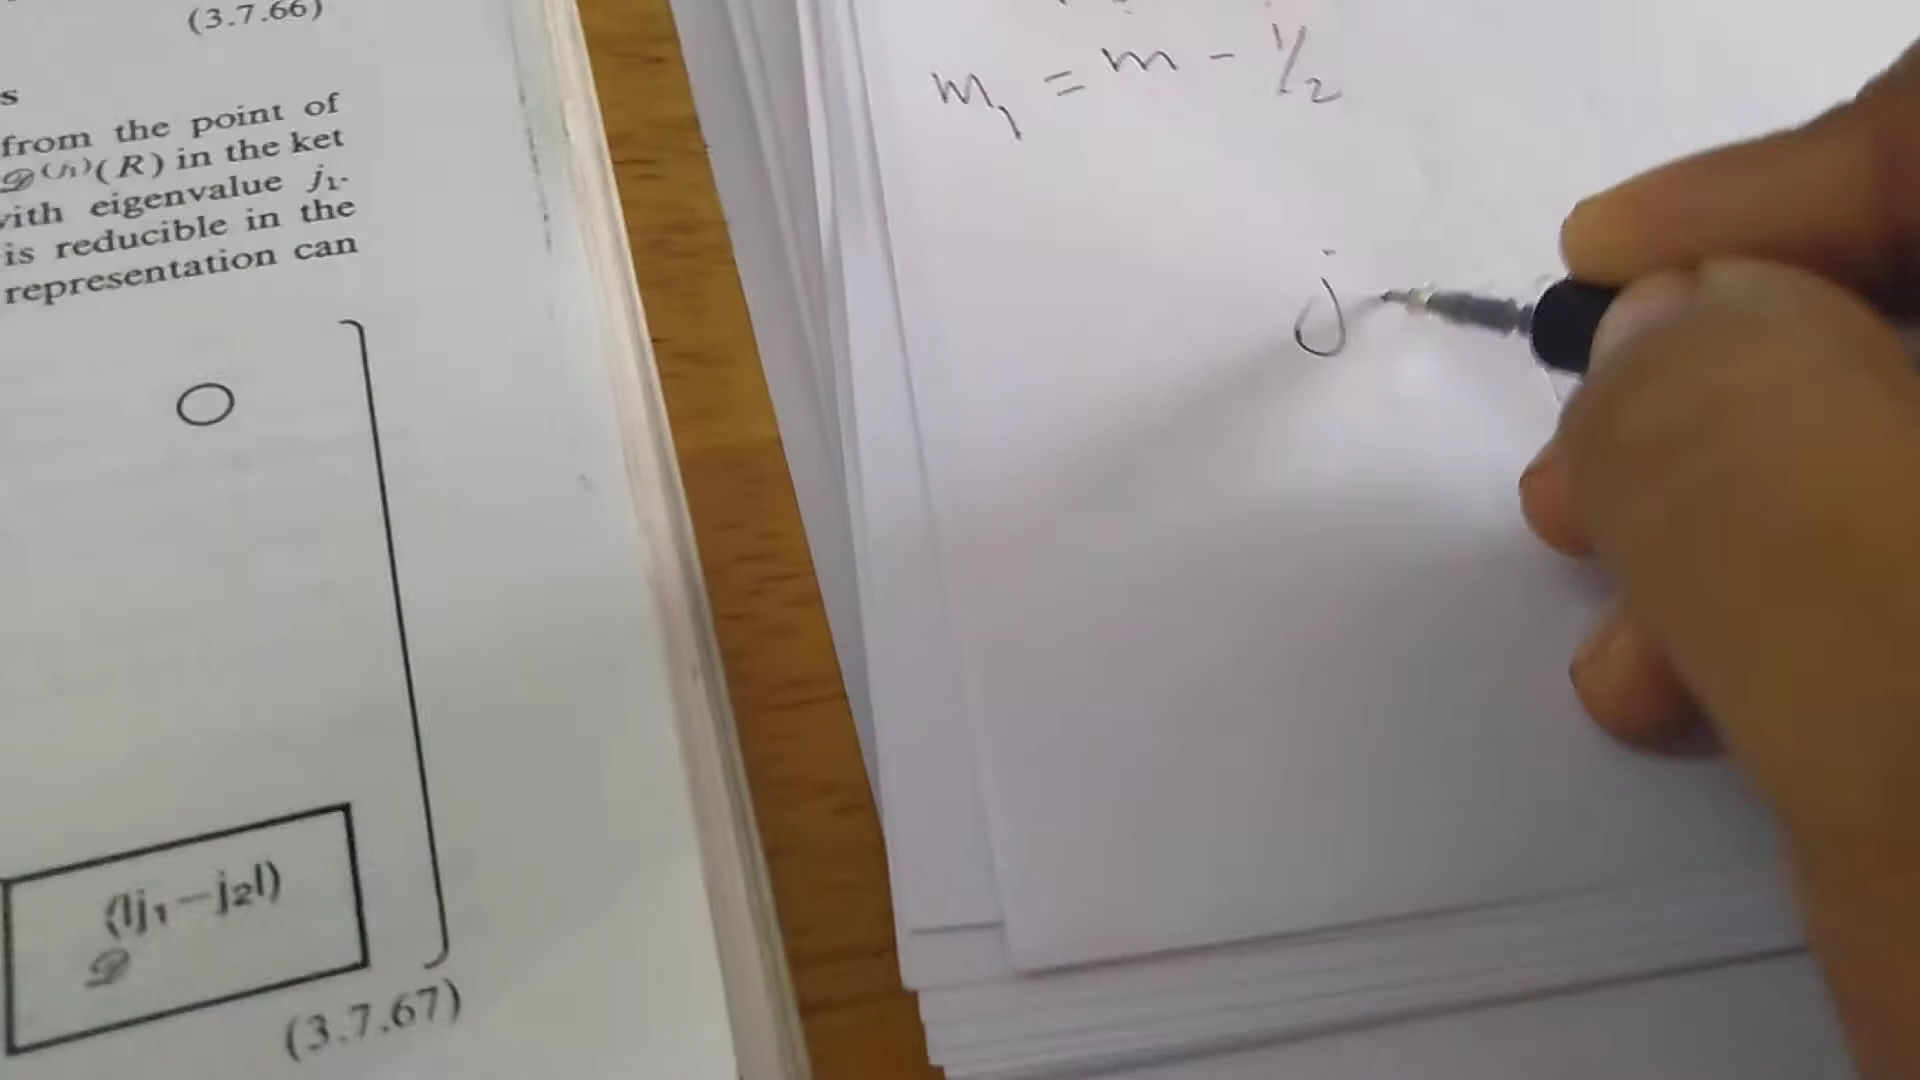 (3.7.66)
s
from the point of
𝒟^(j₁)(R) in the ket
with eigenvalue j₁.
is reducible in the
representation can
○
(|j₁−j₂|)
𝒟
(3.7.67)
m₁ = m - 1/2
j